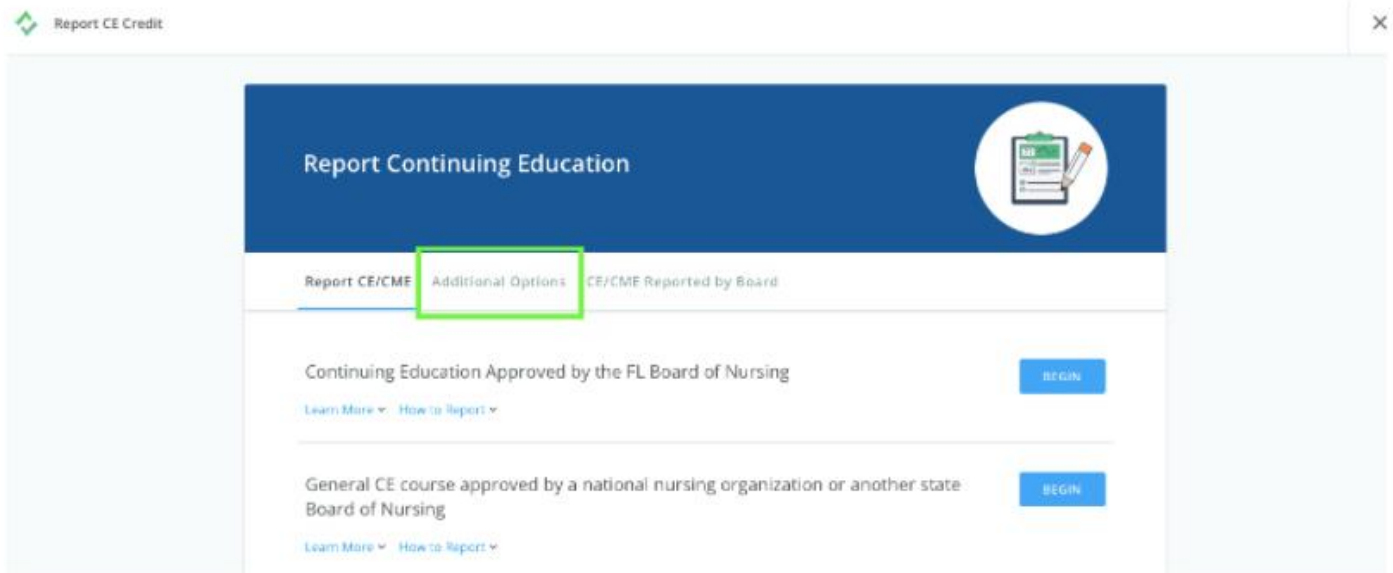 Report CE Credit
Report Continuing Education
Report CE/CME Additional Options CE/CME Reported by Board
Continuing Education Approved by the FL Board of Nursing
BEGIN
Learn More How to Report
General CE course approved by a national nursing organization or another state
Board of Nursing
BEGIN
Learn More How to Report